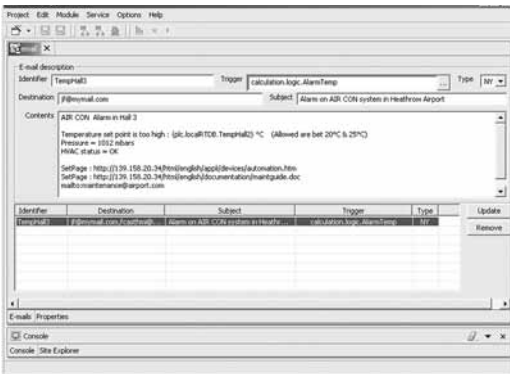 Project Edit Module Service Options Help
E-mail
E-mail description
Identifier TempHall3 Trigger calculation.logic.AlarmTemp ... Type NY
Destination jf@mymail.com Subject Alarm on AIR CON system in Heathrow Airport
Contents AIR CON Alarm in Hall 3
Temperature set point is too high : (plc.localRTDB.TempHall2) °C (Allowed are bet 20°C & 25°C)
Pressure = 1012 mbars
HVAC status = OK
SetPage : http://139.158.20.34/html/english/appli/devices/automation.htm
SetPage : http://139.158.20.34/html/english/documentation/maintguide.doc
mailto:maintenance@airport.com
Identifier Destination Subject Trigger Type Update
TempHall3 Alarm on AIR CON system in Heathr... calculation.logic.AlarmTemp NY
Remove
E-mails Properties
Console
Console Site Explorer